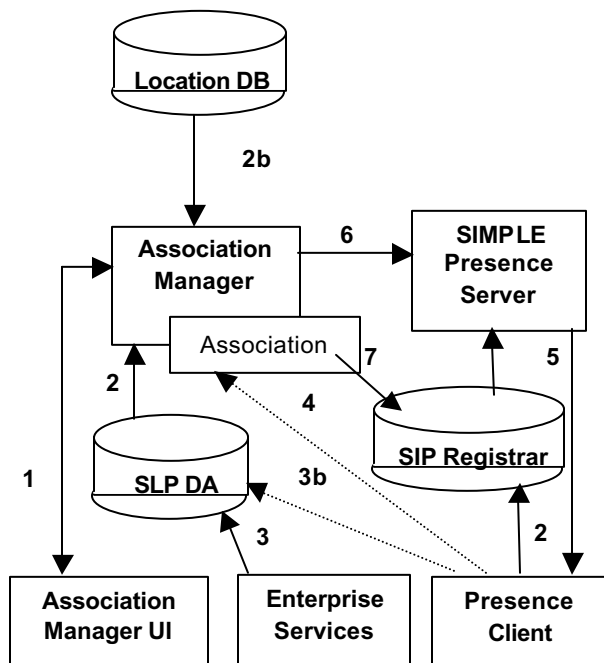 Location DB
2b
Association
Manager
6
SIMPLE
Presence
Server
Association
7
5
2
4
SIP Registrar
1
SLP DA
3b
3
2
Association
Manager UI
Enterprise
Services
Presence
Client